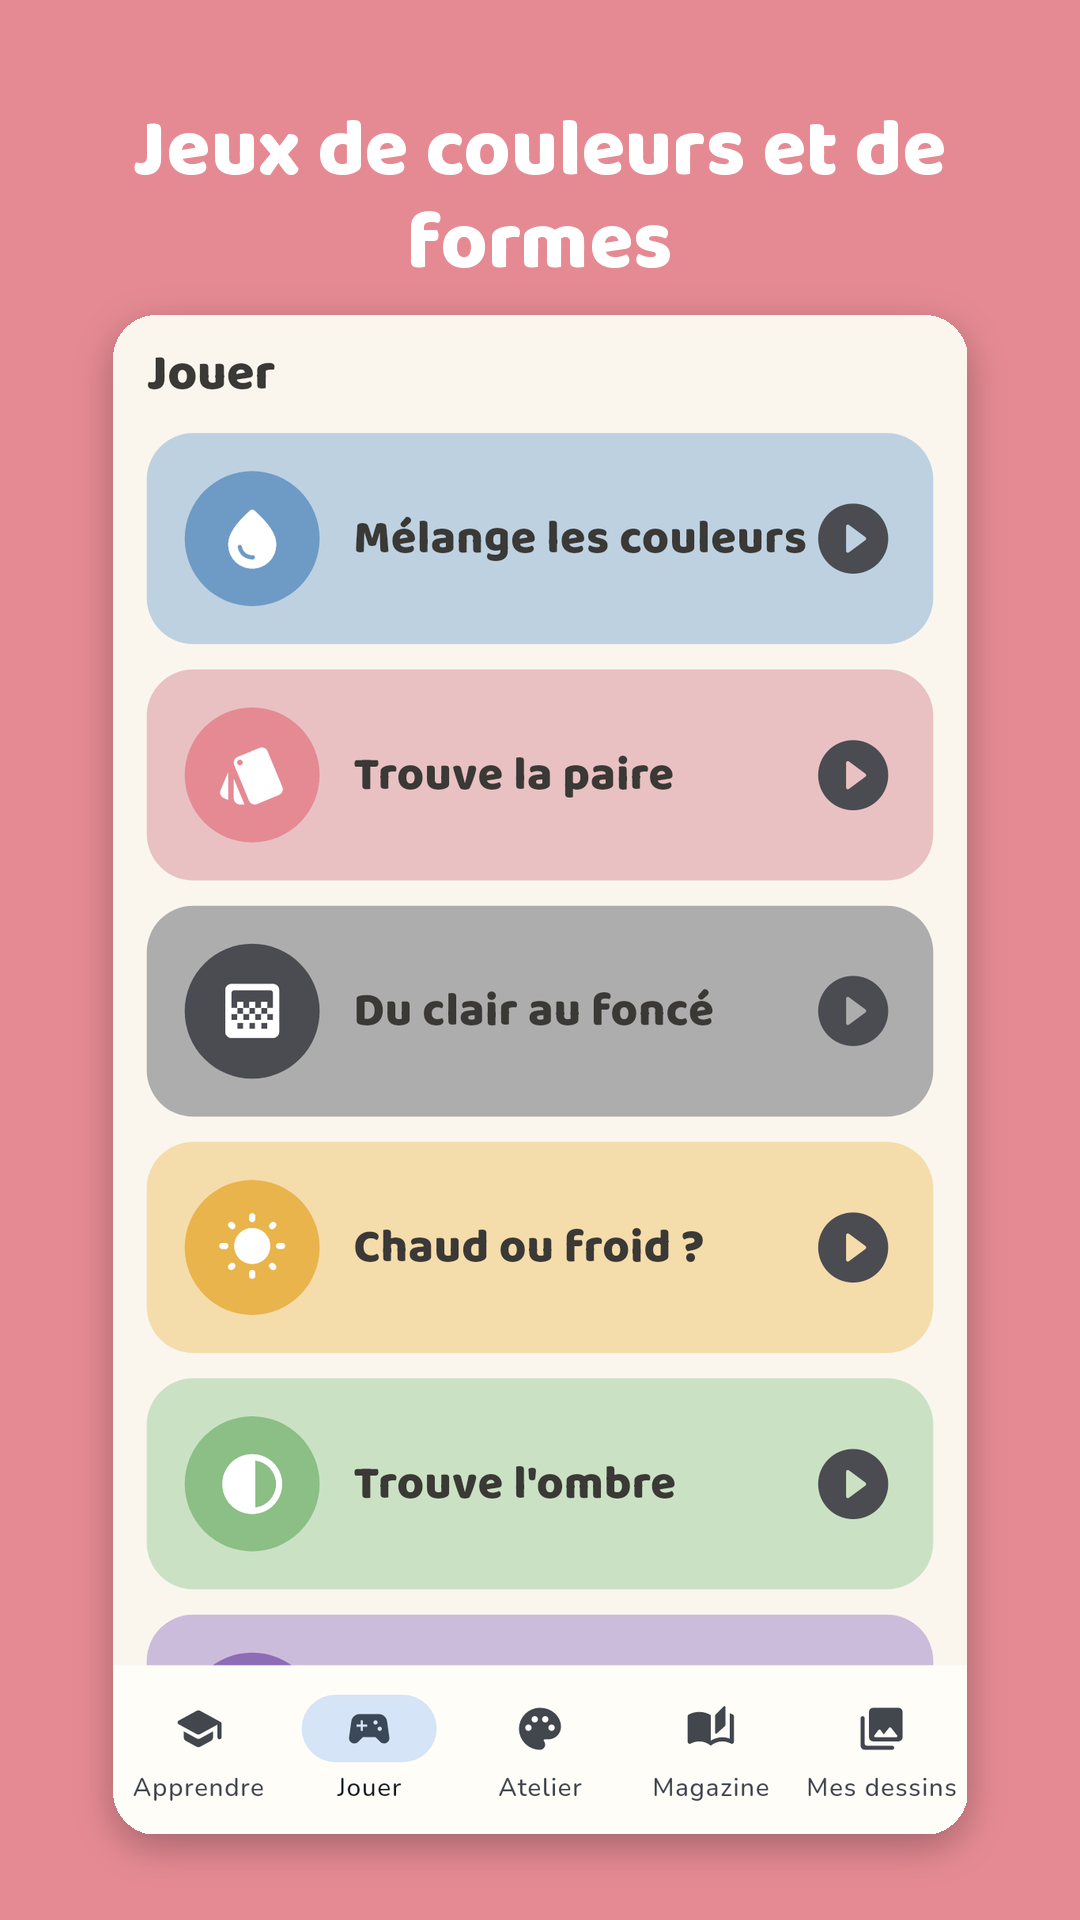 Jeux de couleurs et de
formes
Jouer
Mélange les couleurs
Trouve la paire
Du clair au foncé
Chaud ou froid ?
Trouve l'ombre
Apprendre
Jouer
Atelier
Magazine
Mes dessins